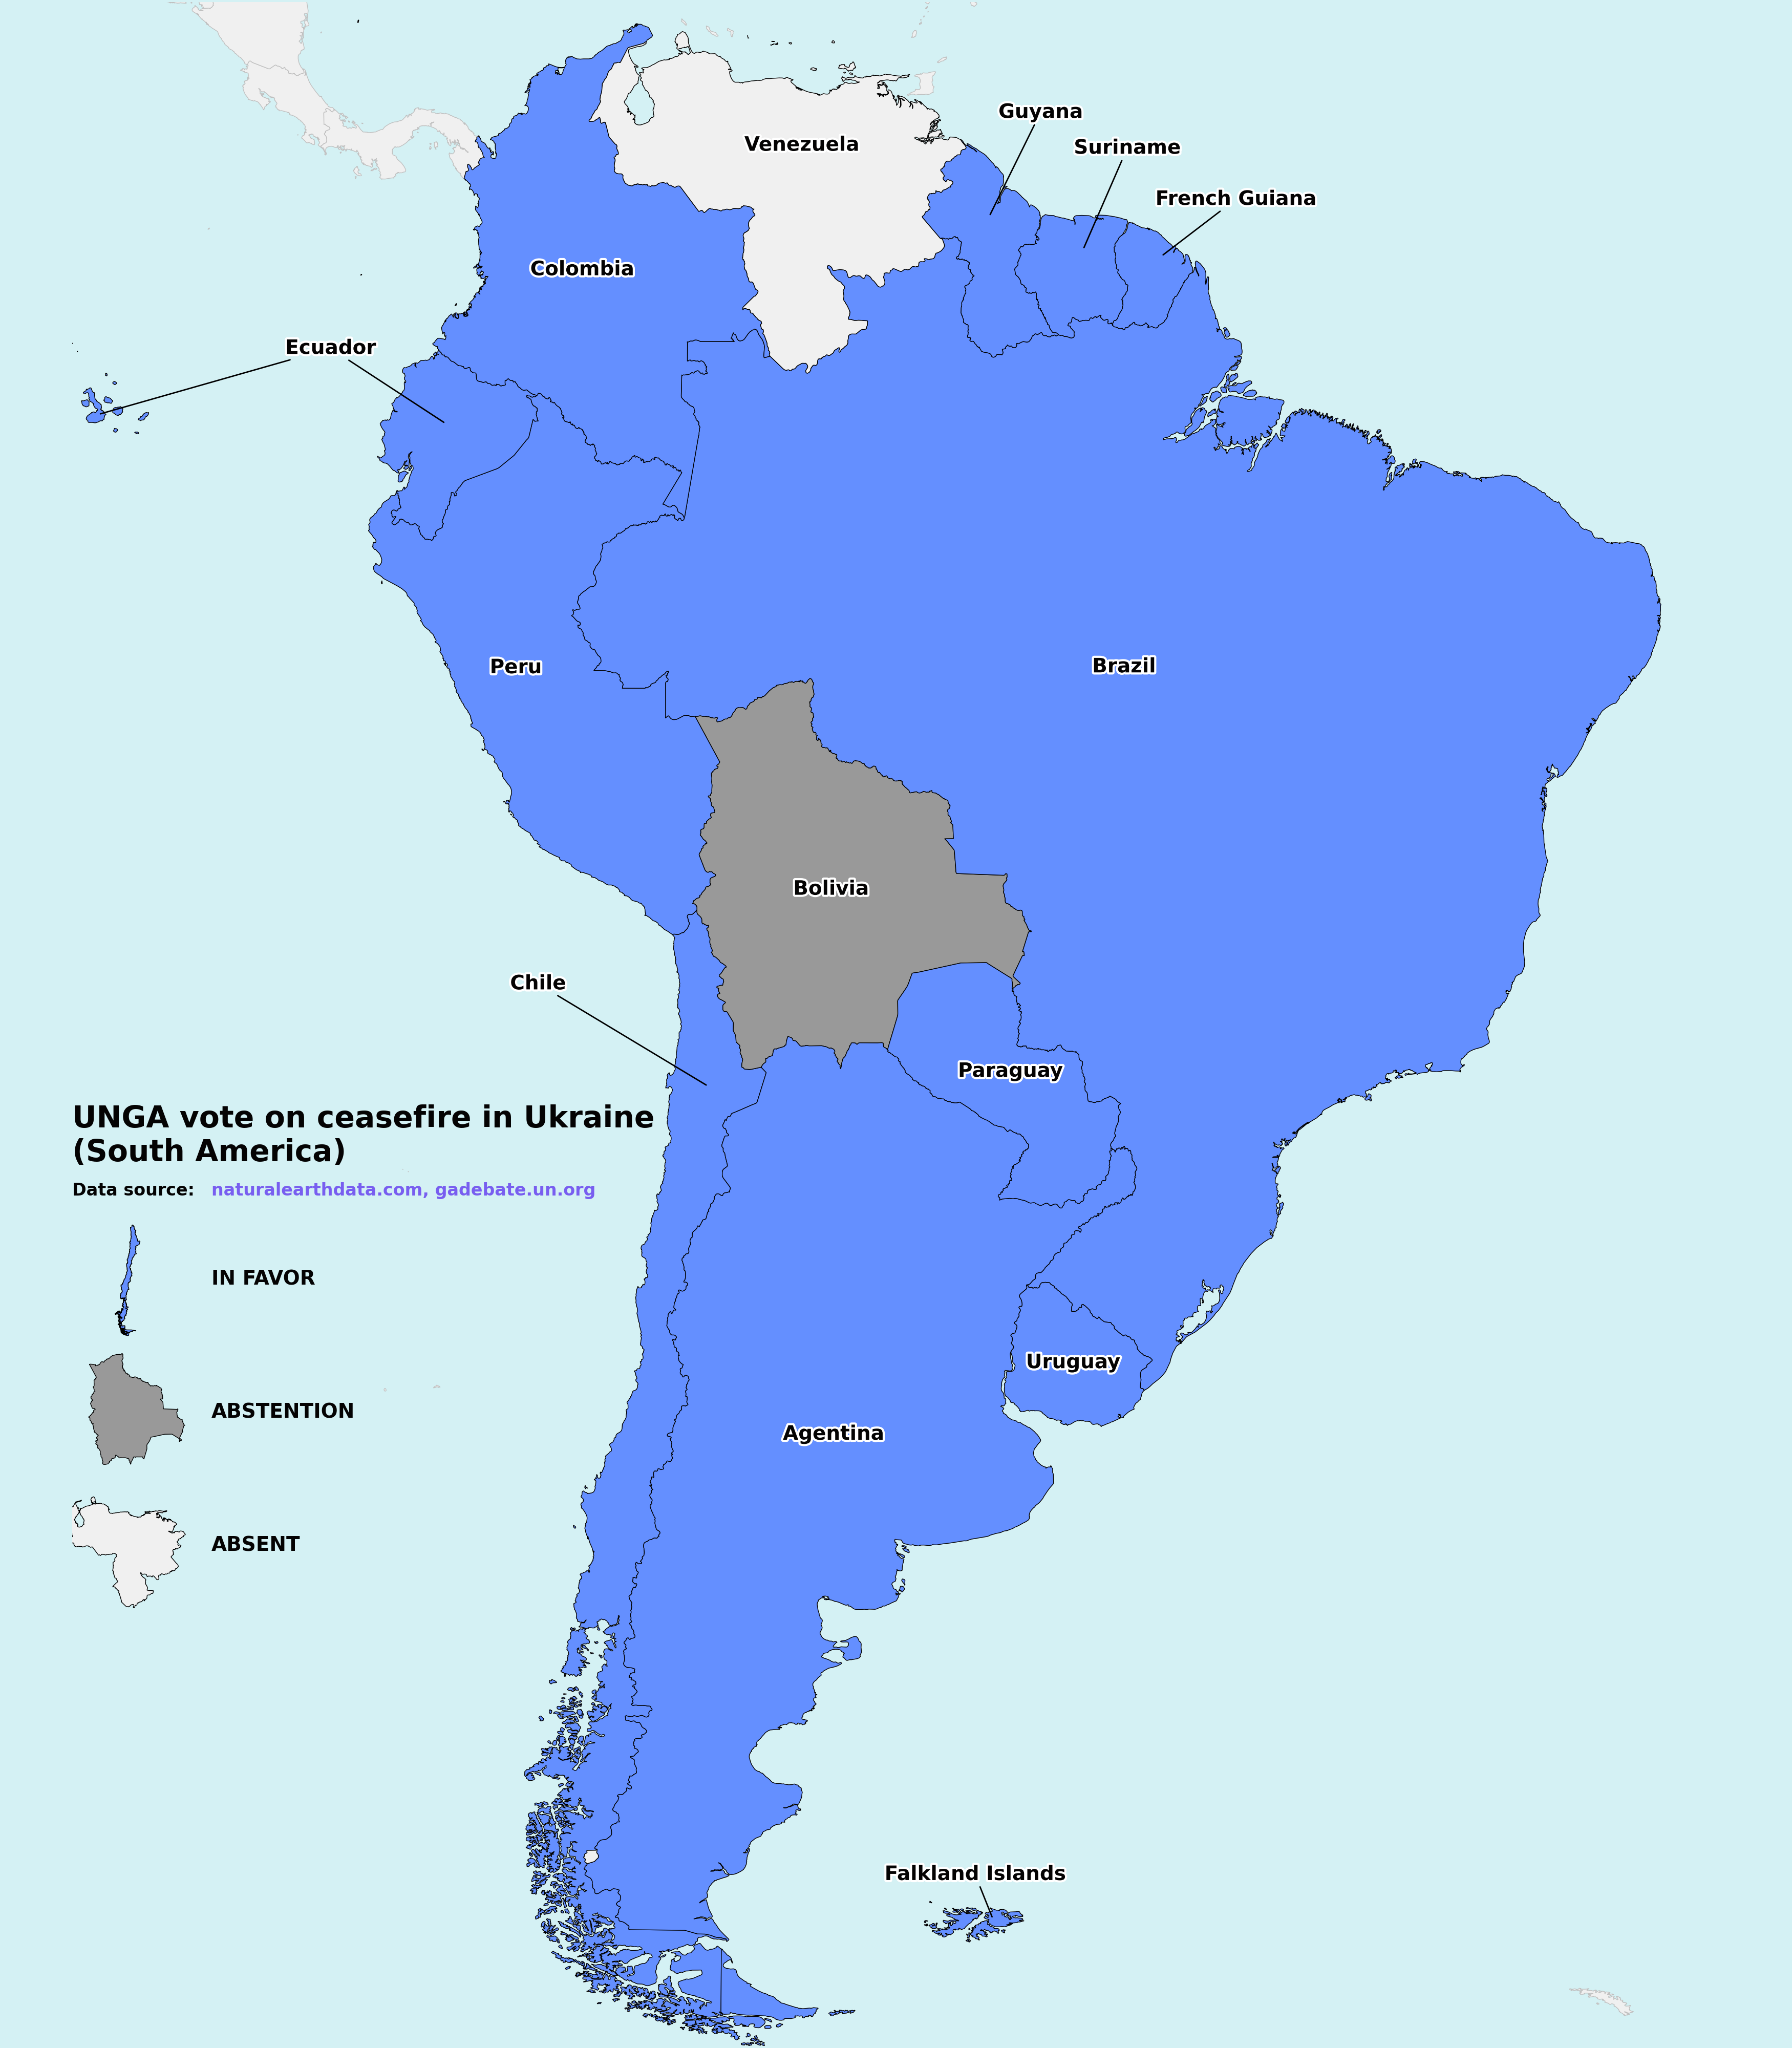 Guyana
Venezuela
Suriname
French Guiana
Colombia
Ecuador
Peru
Brazil
Bolivia
Chile
Paraguay
UNGA vote on ceasefire in Ukraine
(South America)
Data source: naturalearthdata.com, gadebate.un.org
IN FAVOR
Uruguay
ABSTENTION
Agentina
ABSENT
Falkland Islands